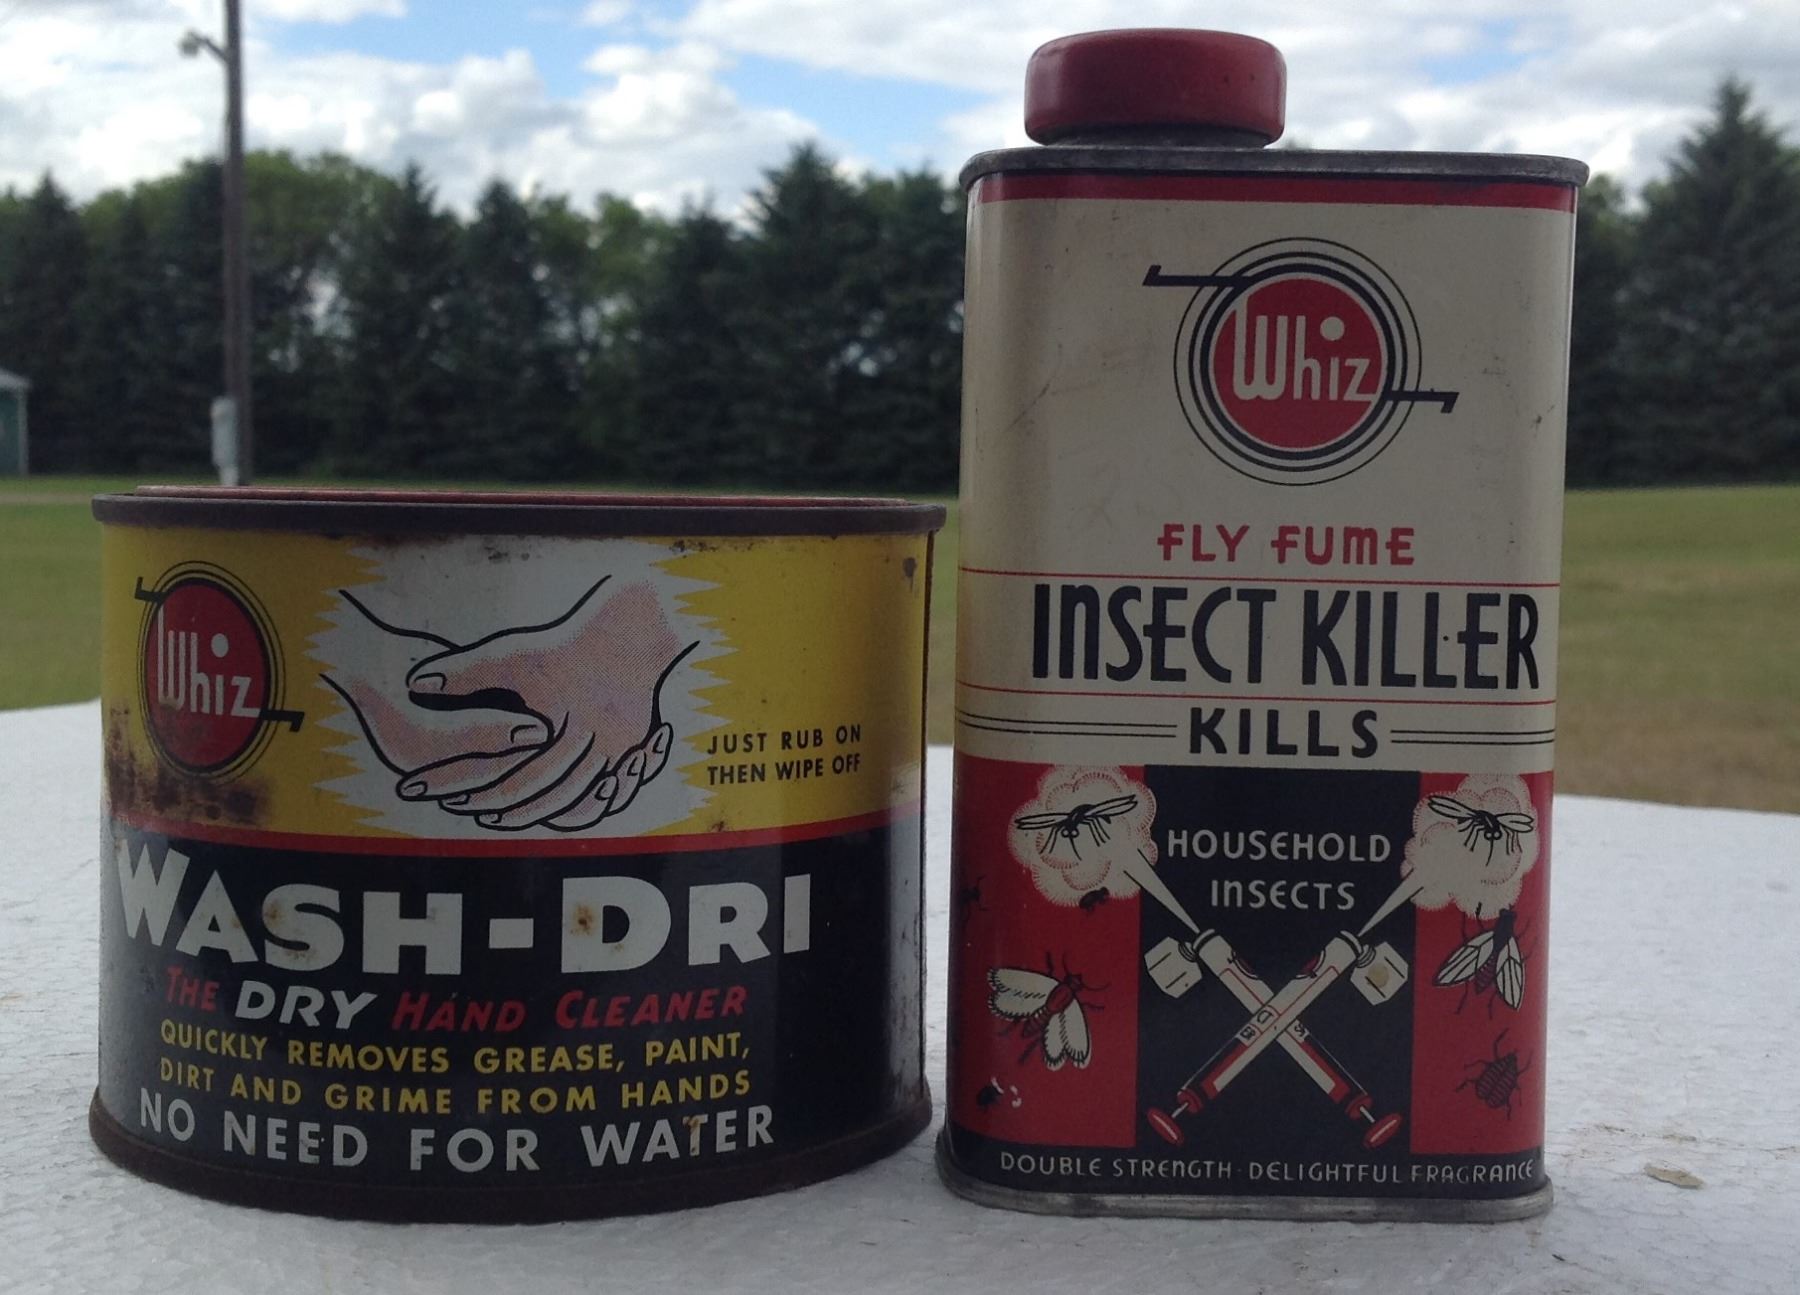 Whiz
JUST RUB ON
THEN WIPE OFF
WASH-DRI
THE DRY HAND CLEANER
QUICKLY REMOVES GREASE, PAINT,
DIRT AND GRIME FROM HANDS
NO NEED FOR WATER
Whiz
FLY FUME
INSECT KILLER
KILLS
HOUSEHOLD
INSECTS
DOUBLE STRENGTH · DELIGHTFUL FRAGRANCE